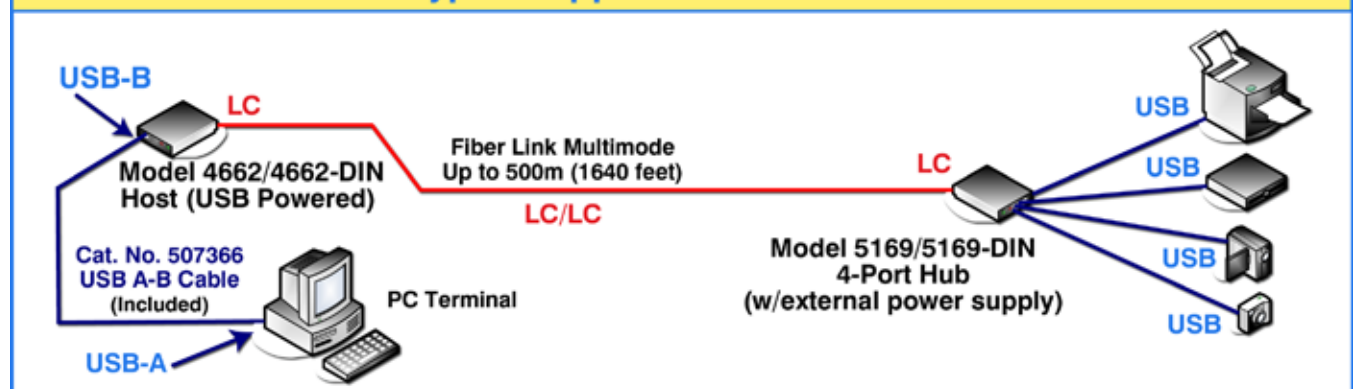 USB-B
LC
Model 4662/4662-DIN
Host (USB Powered)
Fiber Link Multimode
Up to 500m (1640 feet)
LC/LC
LC
Model 5169/5169-DIN
4-Port Hub
(w/external power supply)
USB
USB
USB
USB
Cat. No. 507366
USB A-B Cable
(Included)
PC Terminal
USB-A